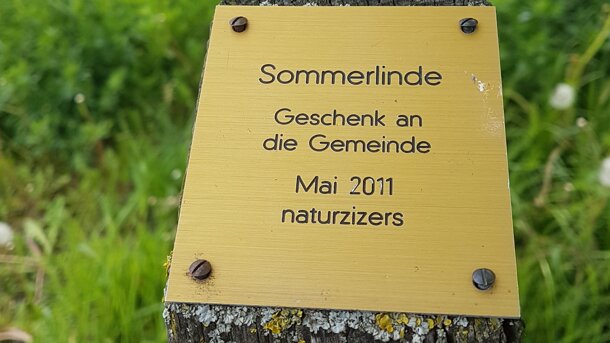 Sommerlinde
Geschenk an
die Gemeinde
Mai 2011
naturzizers